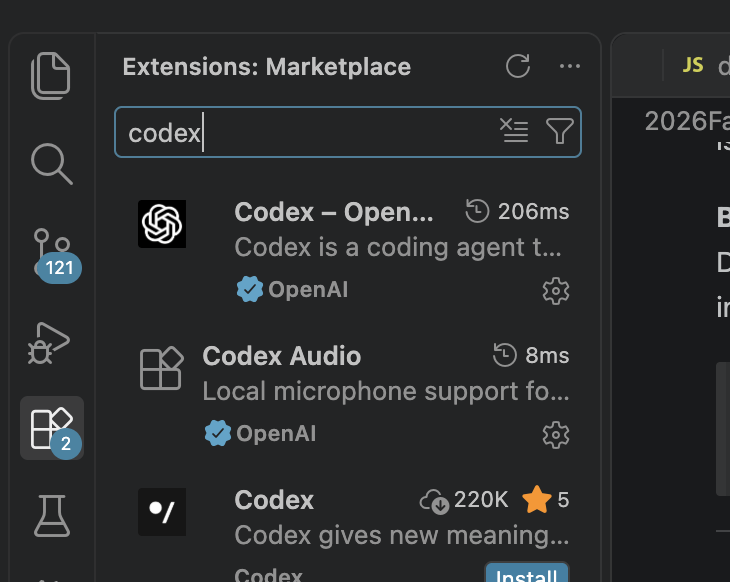 Extensions: Marketplace
JS d
codex
2026Fa
Codex – Open... 206ms
Codex is a coding agent t...
OpenAI
121
Codex Audio 8ms
Local microphone support fo...
OpenAI
2
Codex 220K 5
Codex gives new meaning...
Codex Install
B
D
in